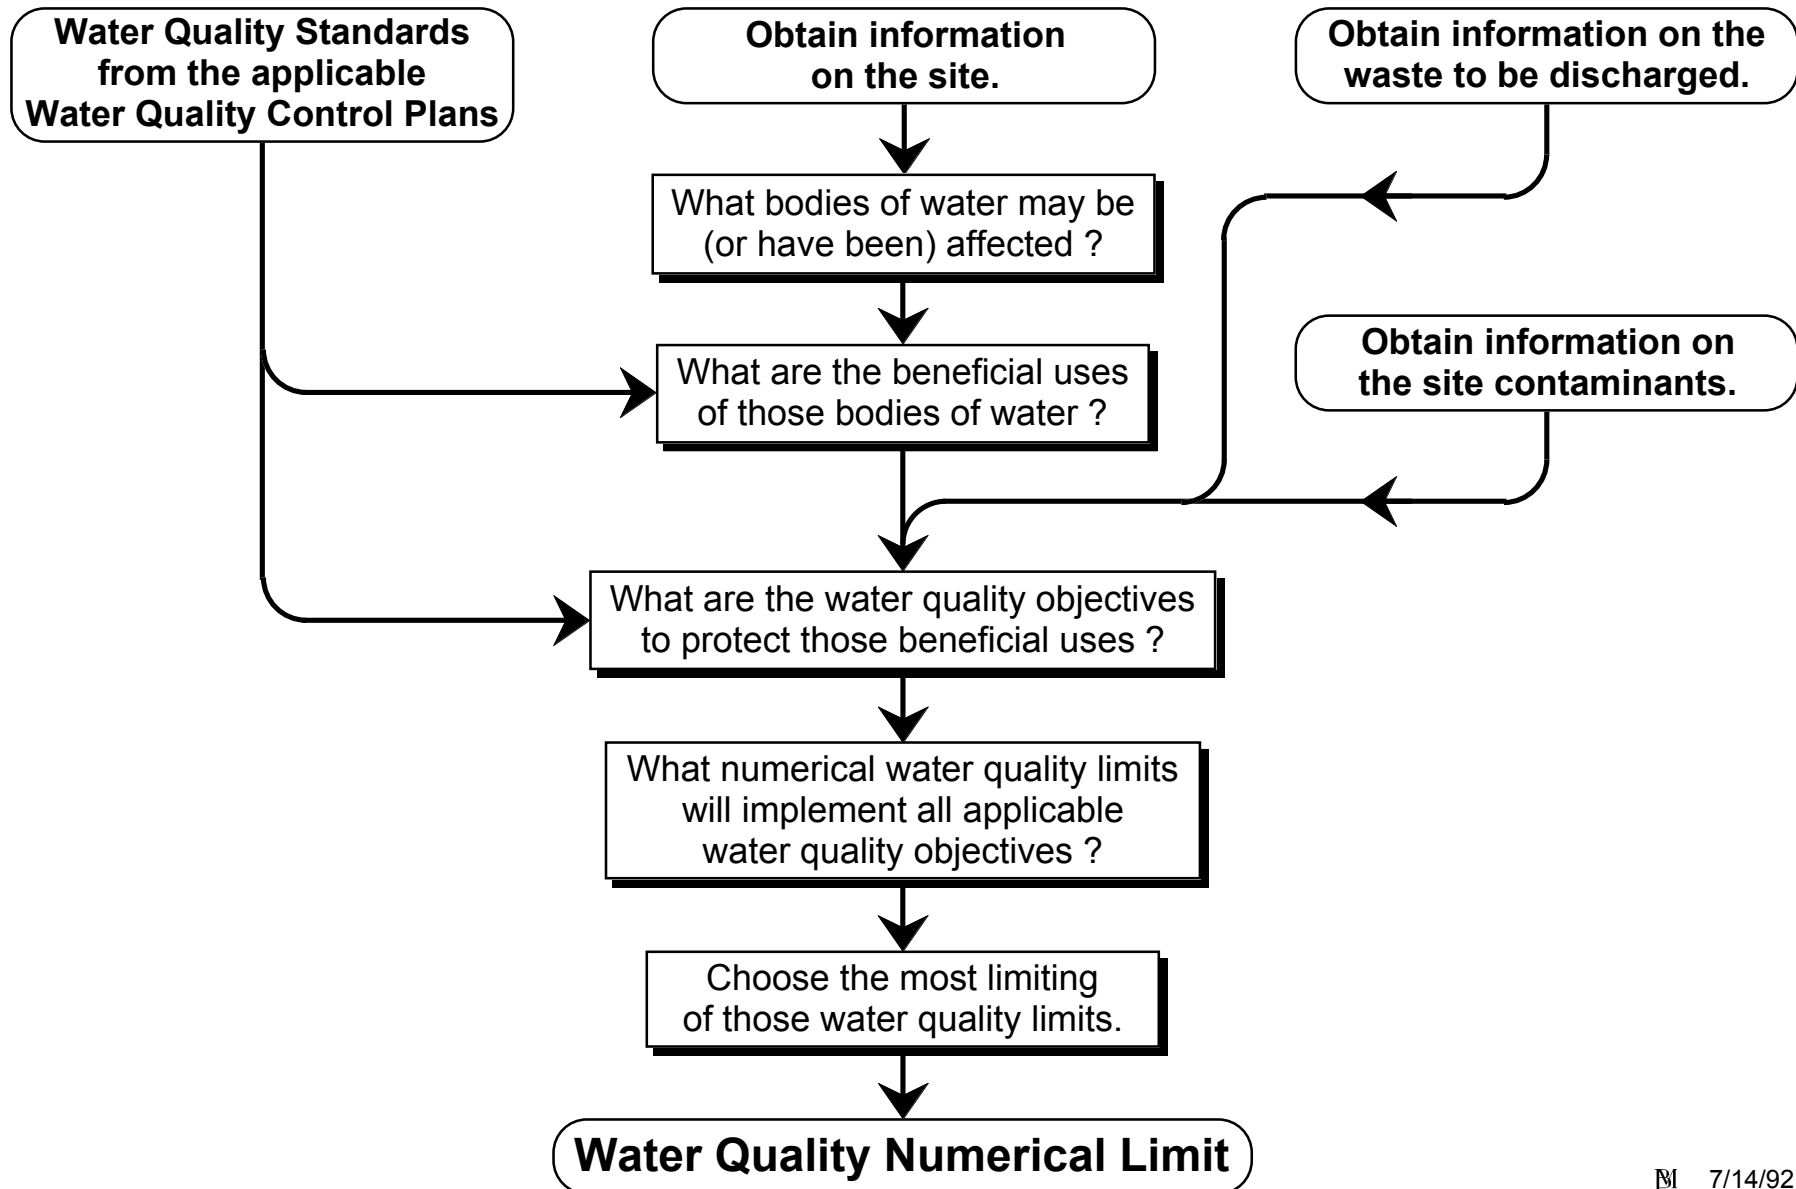 Water Quality Standards
from the applicable
Water Quality Control Plans
Obtain information
on the site.
Obtain information on the
waste to be discharged.
What bodies of water may be
(or have been) affected ?
What are the beneficial uses
of those bodies of water ?
Obtain information on
the site contaminants.
What are the water quality objectives
to protect those beneficial uses ?
What numerical water quality limits
will implement all applicable
water quality objectives ?
Choose the most limiting
of those water quality limits.
Water Quality Numerical Limit
7/14/92